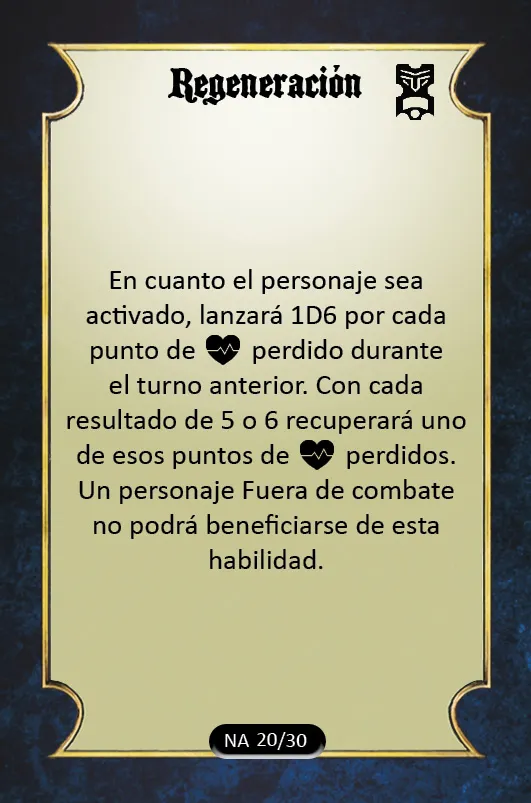 Regeneración
En cuanto el personaje sea
activado, lanzará 1D6 por cada
punto de perdido durante
el turno anterior. Con cada
resultado de 5 o 6 recuperará uno
de esos puntos de perdidos.
Un personaje Fuera de combate
no podrá beneficiarse de esta
habilidad.
NA 20/30